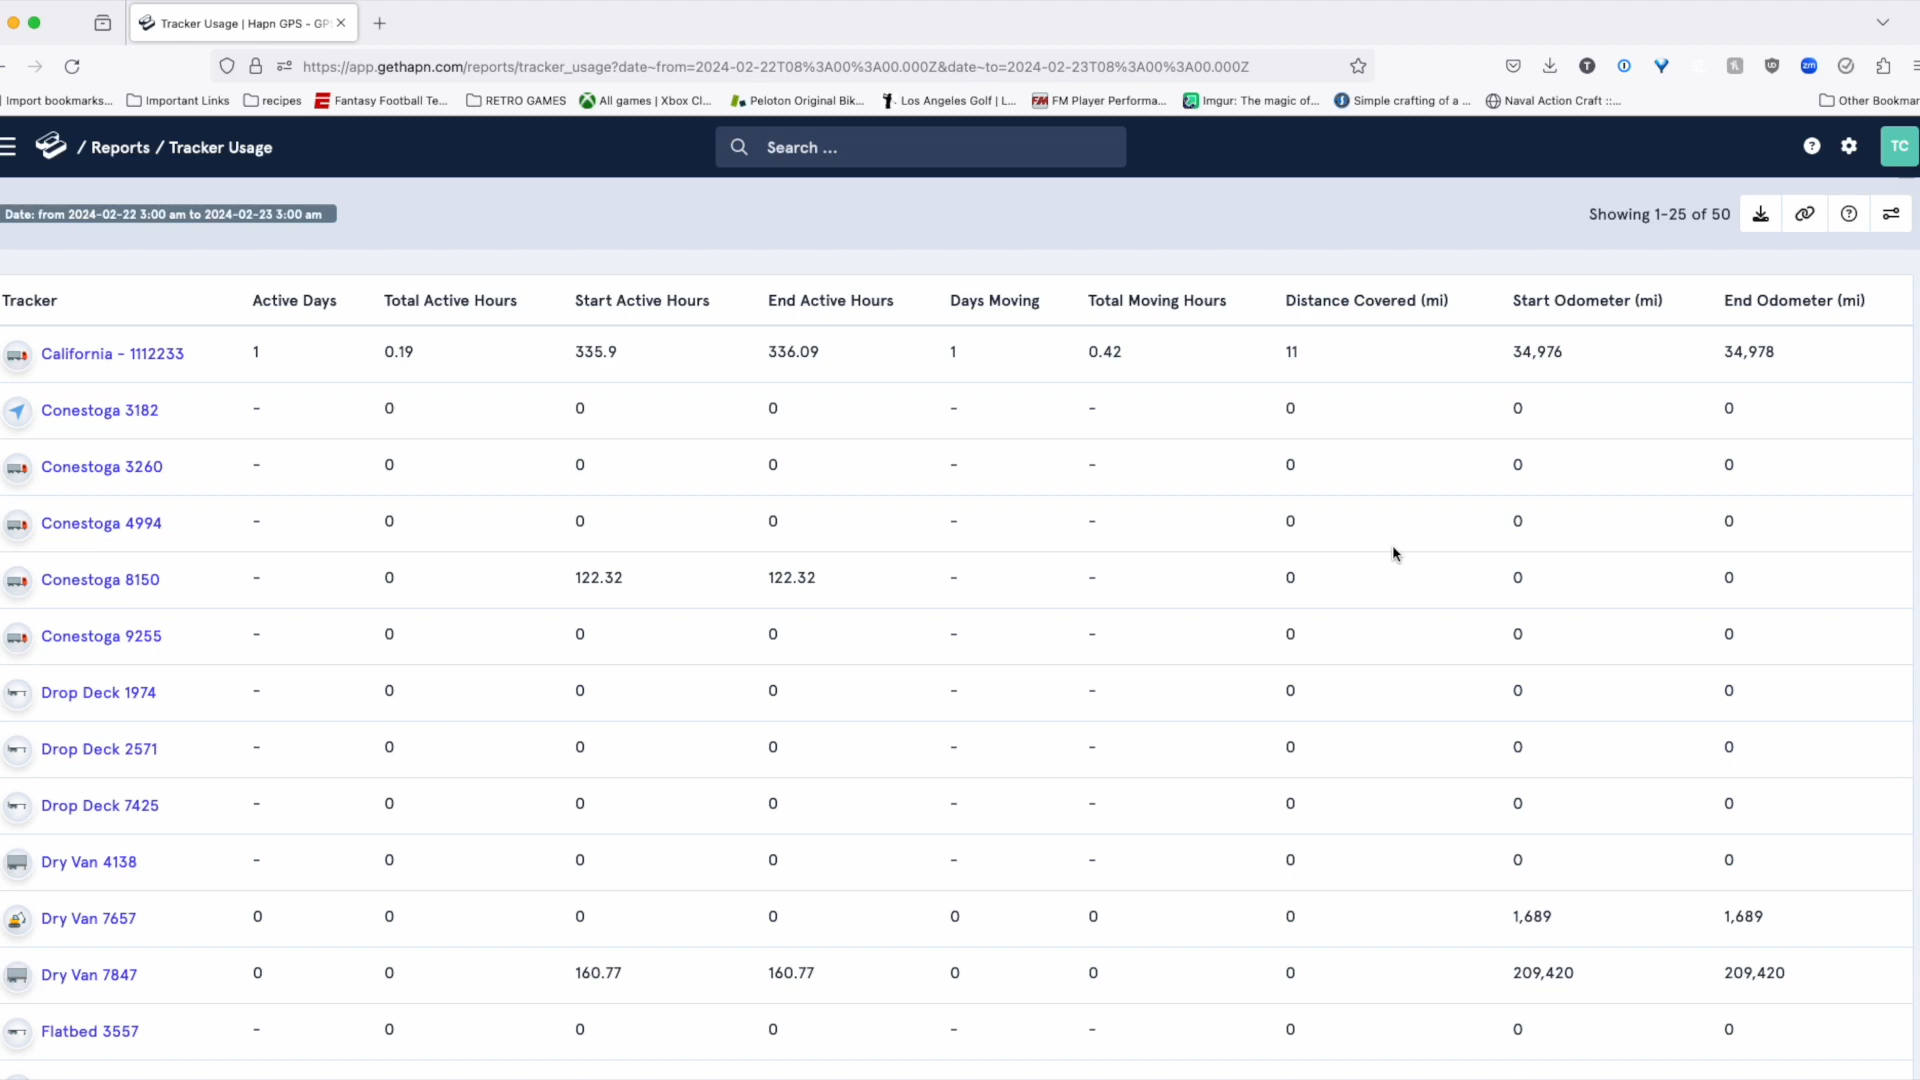 Tracker Usage | Hapn GPS - GP
https://app.gethapn.com/reports/tracker_usage?date~from=2024-02-22T08%3A00%3A00.000Z&date~to=2024-02-23T08%3A00%3A00.000Z
Import bookmarks... Important Links recipes Fantasy Football Te... RETRO GAMES All games | Xbox Cl... Peloton Original Bik... Los Angeles Golf | L... FM Player Performa... Imgur: The magic of... Simple crafting of a ... Naval Action Craft ::... Other Bookmar
/ Reports / Tracker Usage Search ... TC
Date: from 2024-02-22 3:00 am to 2024-02-23 3:00 am Showing 1-25 of 50
Tracker Active Days Total Active Hours Start Active Hours End Active Hours Days Moving Total Moving Hours Distance Covered (mi) Start Odometer (mi) End Odometer (mi)
California - 1112233 1 0.19 335.9 336.09 1 0.42 11 34,976 34,978
Conestoga 3182 - 0 0 0 - - 0 0 0
Conestoga 3260 - 0 0 0 - - 0 0 0
Conestoga 4994 - 0 0 0 - - 0 0 0
Conestoga 8150 - 0 122.32 122.32 - - 0 0 0
Conestoga 9255 - 0 0 0 - - 0 0 0
Drop Deck 1974 - 0 0 0 - - 0 0 0
Drop Deck 2571 - 0 0 0 - - 0 0 0
Drop Deck 7425 - 0 0 0 - - 0 0 0
Dry Van 4138 - 0 0 0 - - 0 0 0
Dry Van 7657 0 0 0 0 0 0 0 1,689 1,689
Dry Van 7847 0 0 160.77 160.77 0 0 0 209,420 209,420
Flatbed 3557 - 0 0 0 - - 0 0 0